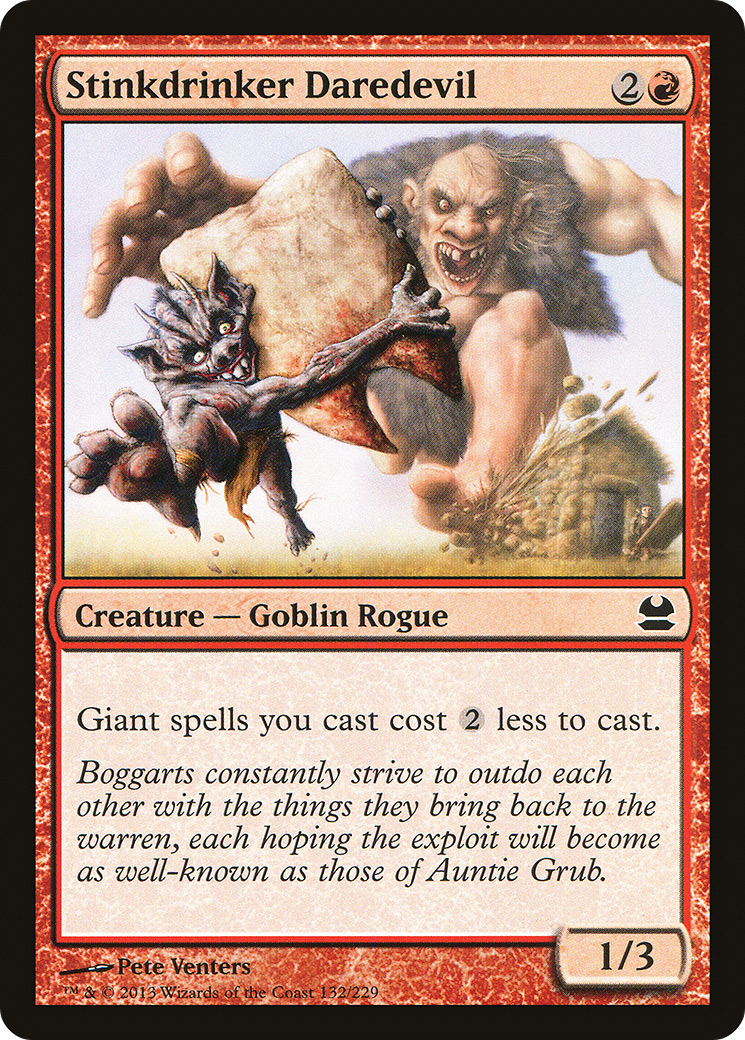 Stinkdrinker Daredevil 2
Creature — Goblin Rogue
Giant spells you cast cost 2 less to cast.
Boggarts constantly strive to outdo each
other with the things they bring back to the
warren, each hoping the exploit will become
as well-known as those of Auntie Grub.
1/3
Pete Venters
™ & © 2013 Wizards of the Coast 132/229